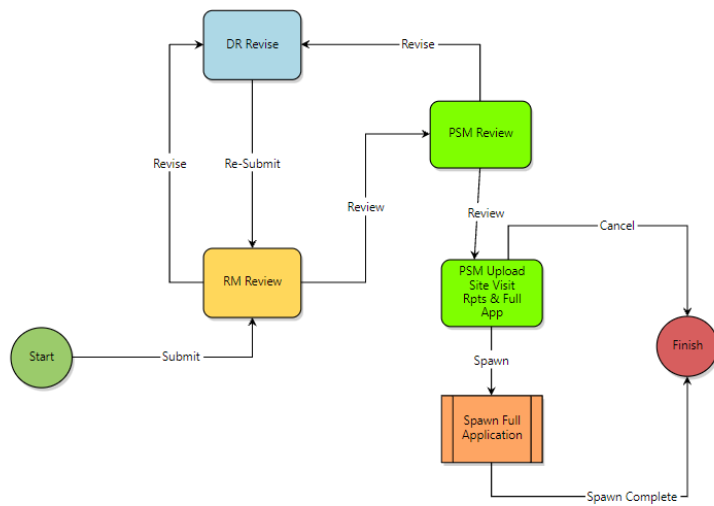 DR Revise
Revise
PSM Review
Revise
Re-Submit
Review
Review
Cancel
RM Review
PSM Upload
Site Visit
Rpts & Full
App
Start
Submit
Finish
Spawn
Spawn Full
Application
Spawn Complete